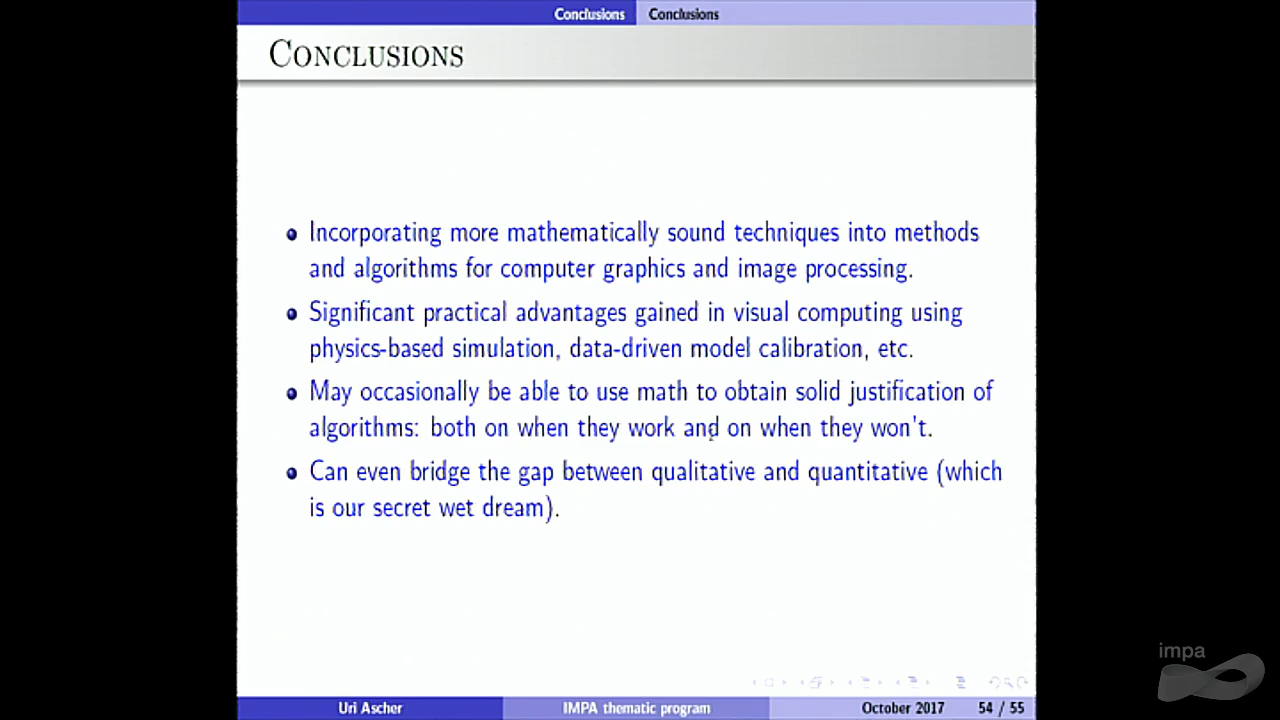 Conclusions Conclusions
Conclusions
Incorporating more mathematically sound techniques into methods
and algorithms for computer graphics and image processing.
Significant practical advantages gained in visual computing using
physics-based simulation, data-driven model calibration, etc.
May occasionally be able to use math to obtain solid justification of
algorithms: both on when they work and on when they won't.
Can even bridge the gap between qualitative and quantitative (which
is our secret wet dream).
impa
Uri Ascher IMPA thematic program October 2017 54 / 55